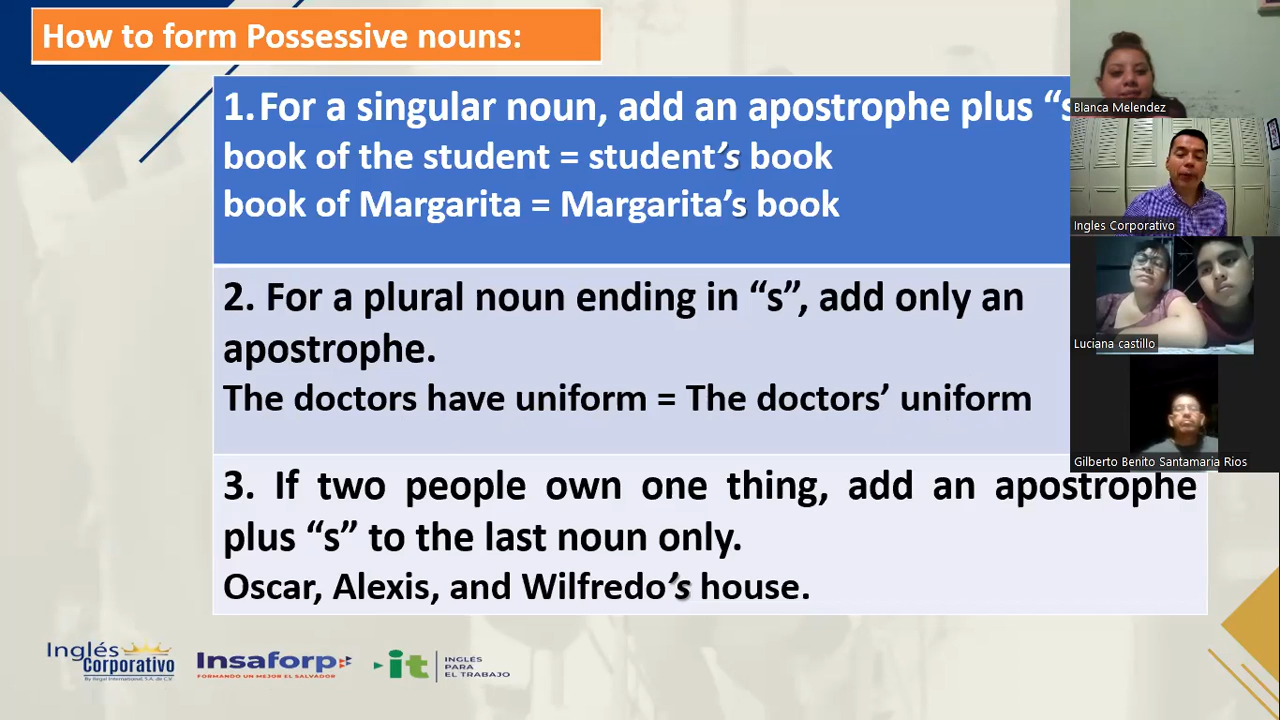 How to form Possessive nouns:
1.For a singular noun, add an apostrophe plus “s
book of the student = student’s book
book of Margarita = Margarita’s book
2. For a plural noun ending in “s”, add only an
apostrophe.
The doctors have uniform = The doctors’ uniform
3. If two people own one thing, add an apostrophe
plus “s” to the last noun only.
Oscar, Alexis, and Wilfredo’s house.
Blanca Melendez
Ingles Corporativo
Luciana castillo
Gilberto Benito Santamaria Rios
Inglés
Corporativo
By Regal International, S.A. de C.V.
Insaforp
FORMANDO UN MEJOR EL SALVADOR
it
INGLÉS
PARA
EL TRABAJO